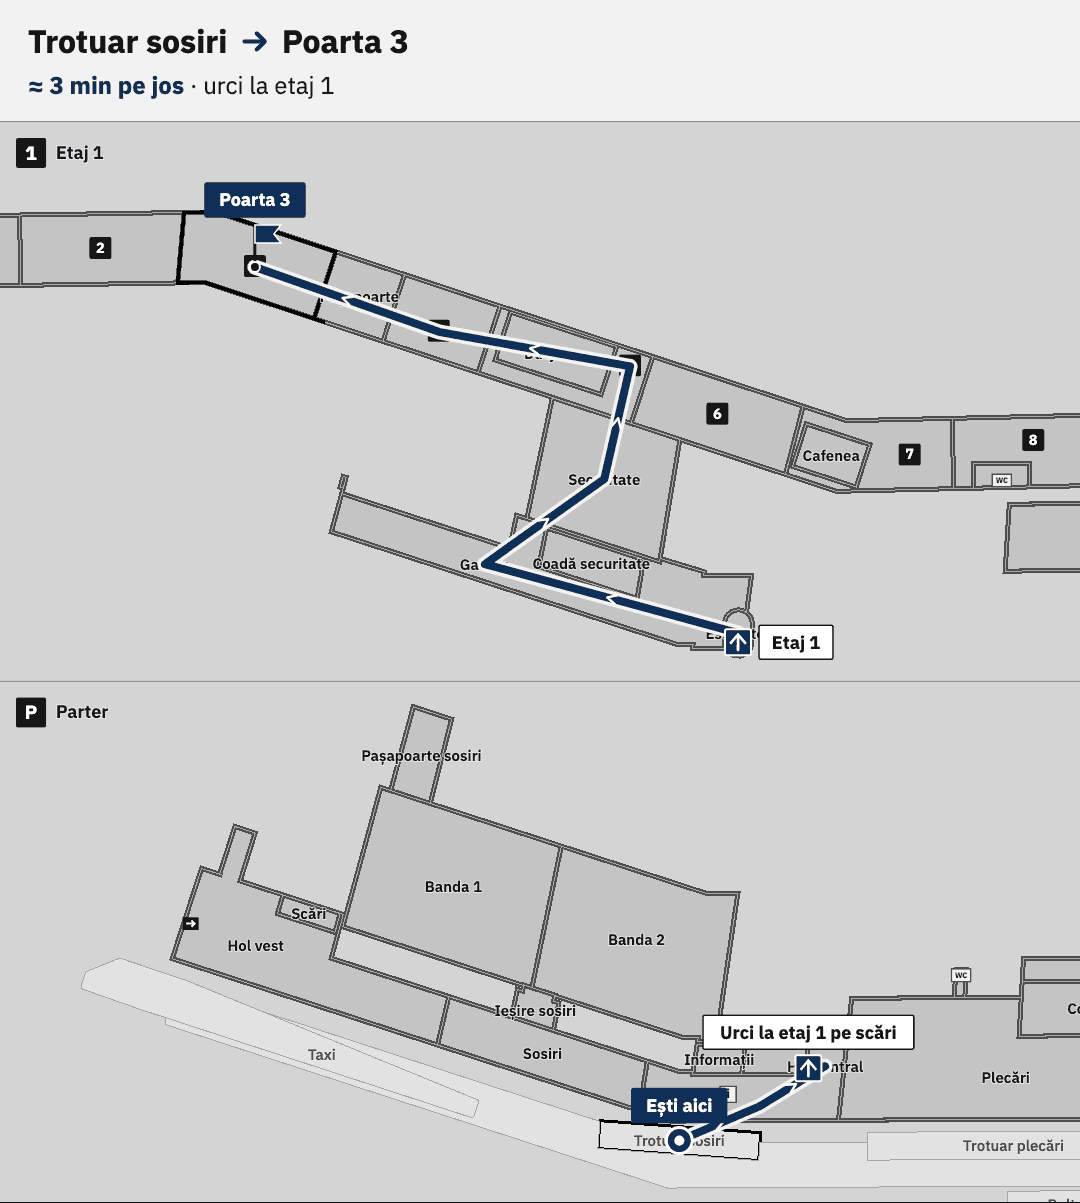 Trotuar sosiri → Poarta 3
≈ 3 min pe jos · urci la etaj 1
1 Etaj 1
Poarta 3
2
6
Cafenea
7
8
WC
Coadă securitate
Etaj 1
P Parter
Pașapoarte sosiri
Banda 1
Scări
Hol vest
Banda 2
WC
Ieșire sosiri
Urci la etaj 1 pe scări
Sosiri
Informații
Taxi
Plecări
Ești aici
Trotuar plecări